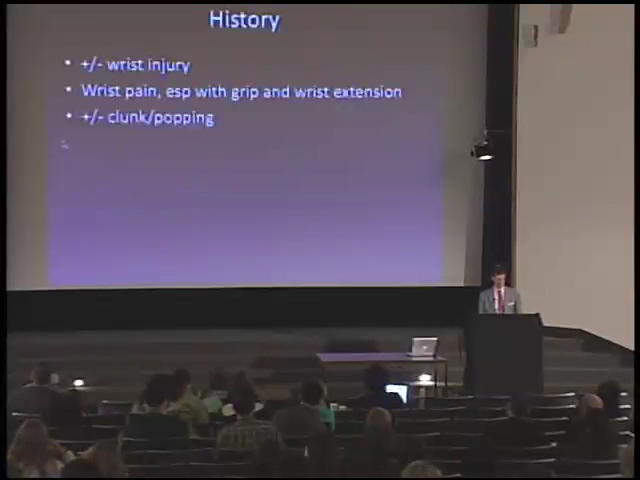 History
• +/- wrist injury
• Wrist pain, esp with grip and wrist extension
• +/- clunk/popping